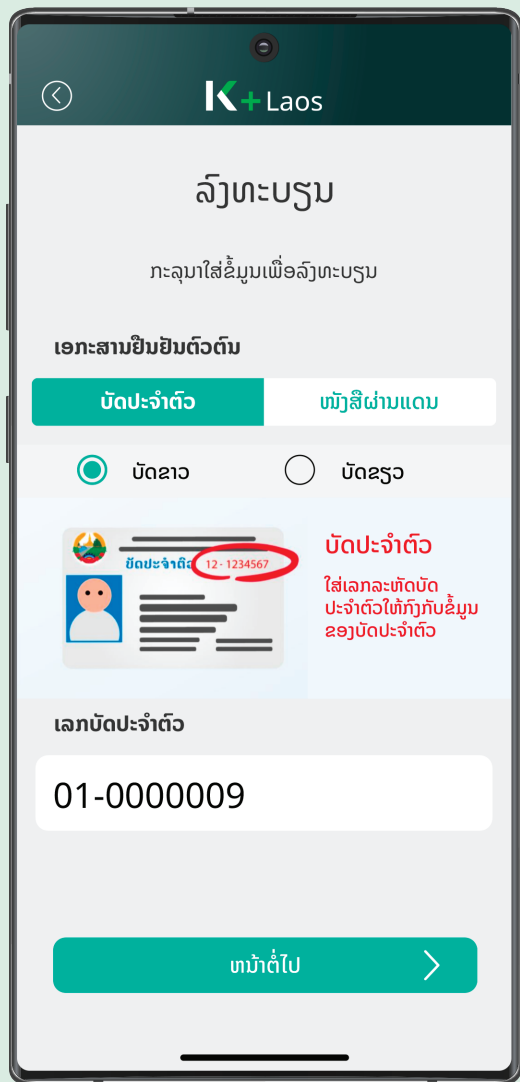 K+ Laos
ລົງທະບຽນ
ກະລຸນາໃສ່ຂໍ້ມູນເພື່ອລົງທະບຽນ
ເອກະສານຢືນຢັນຕົວຕົນ
ບັດປະຈຳຕົວ
ໜັງສືຜ່ານແດນ
ບັດຂາວ
ບັດຂຽວ
ບັດປະຈຳຕົວ 12- 1234567
ບັດປະຈຳຕົວ
ໃສ່ເລກລະຫັດບັດ
ປະຈຳຕົວໃຫ້ກົງກັບຂໍ້ມູນ
ຂອງບັດປະຈຳຕົວ
ເລກບັດປະຈຳຕົວ
01-0000009
ຫນ້າຕໍ່ໄປ